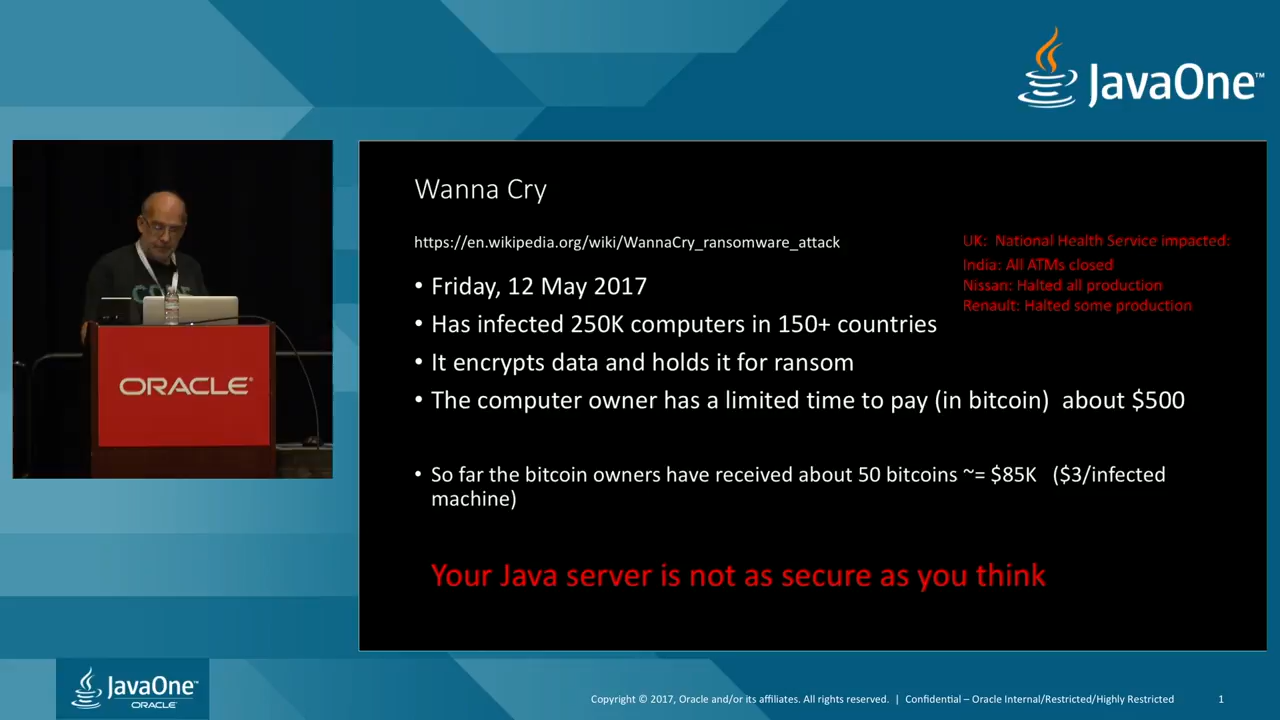 JavaOne™
Wanna Cry
https://en.wikipedia.org/wiki/WannaCry_ransomware_attack
UK: National Health Service impacted:
India: All ATMs closed
Nissan: Halted all production
Renault: Halted some production
• Friday, 12 May 2017
• Has infected 250K computers in 150+ countries
• It encrypts data and holds it for ransom
• The computer owner has a limited time to pay (in bitcoin) about $500
• So far the bitcoin owners have received about 50 bitcoins ~= $85K ($3/infected
machine)
Your Java server is not as secure as you think
ORACLE®
JavaOne™
ORACLE®
Copyright © 2017, Oracle and/or its affiliates. All rights reserved. | Confidential – Oracle Internal/Restricted/Highly Restricted 1